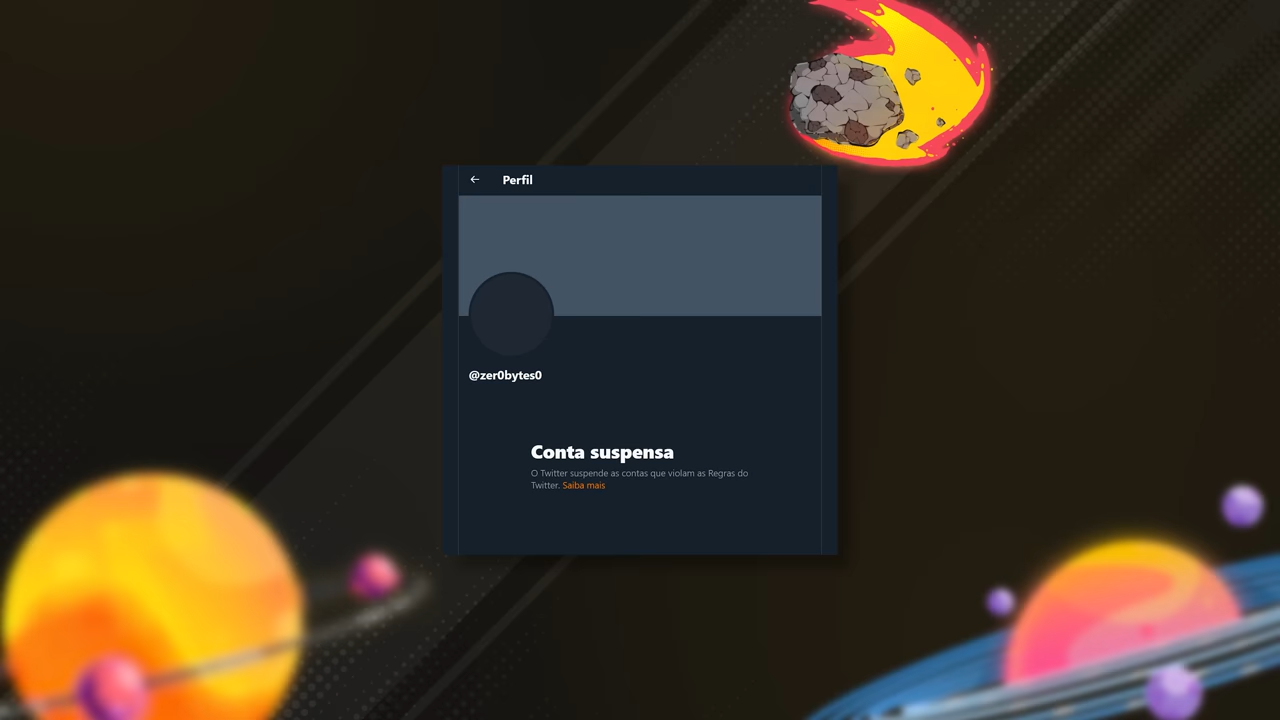 Perfil
@zer0bytes0
Conta suspensa
O Twitter suspende as contas que violam as Regras do
Twitter. Saiba mais